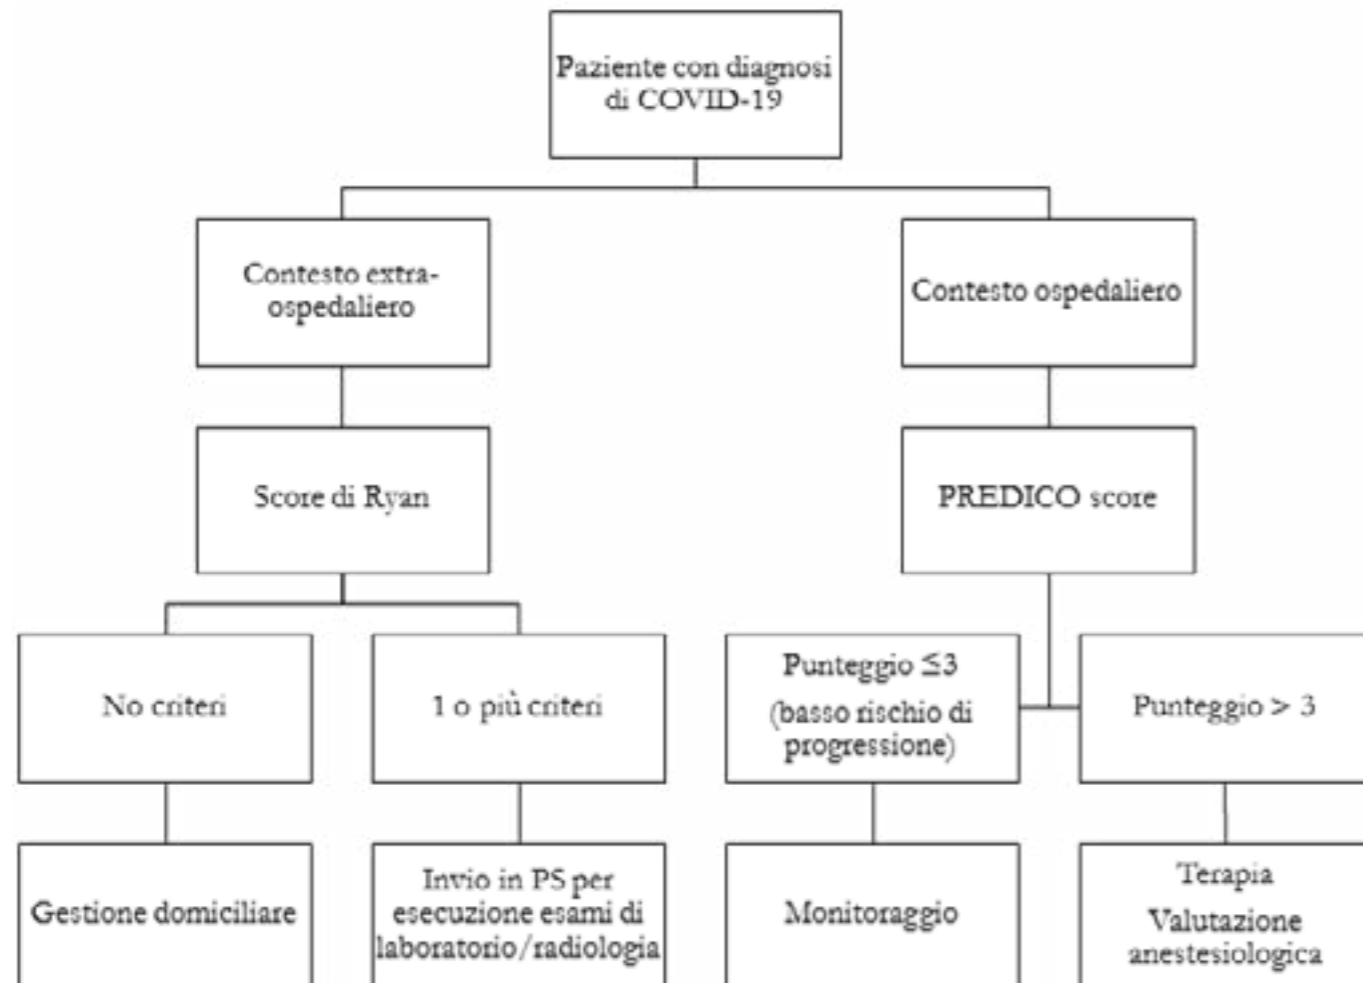 Paziente con diagnosi
di COVID-19
Contesto extra-
ospedaliero
Contesto ospedaliero
Score di Ryan
PREDICO score
No criteri
1 o più criteri
Punteggio ≤3
(basso rischio di
progressione)
Punteggio > 3
Gestione domiciliare
Invio in PS per
esecuzione esami di
laboratorio/radiologia
Monitoraggio
Terapia
Valutazione
anestesiologica